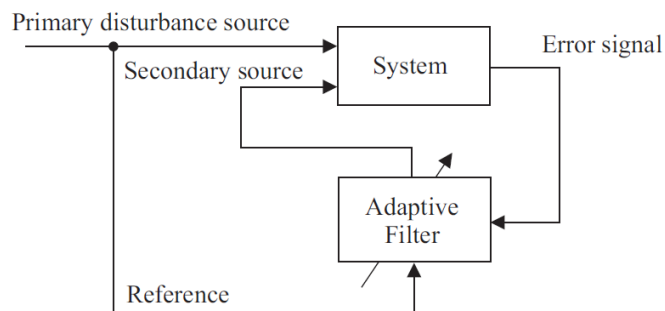 Primary disturbance source
Error signal
Secondary source
System
Adaptive
Filter
Reference